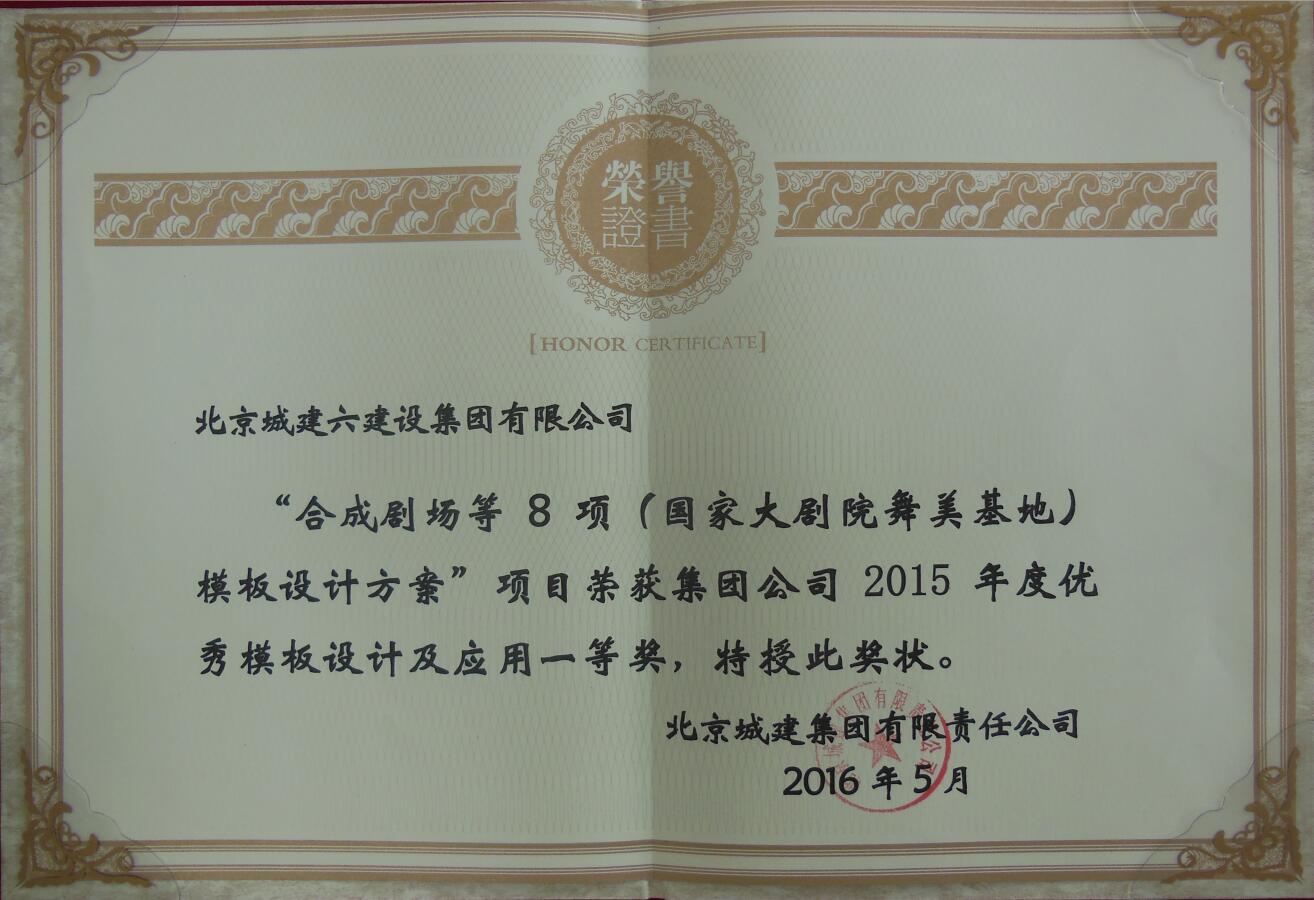 榮譽
證書
[HONOR CERTIFICATE]
北京城建六建设集团有限公司
“合成剧场等 8 项（国家大剧院舞美基地）
模板设计方案”项目荣获集团公司 2015 年度优
秀模板设计及应用一等奖，特授此奖状。
北京城建集团有限责任公司
2016 年 5 月